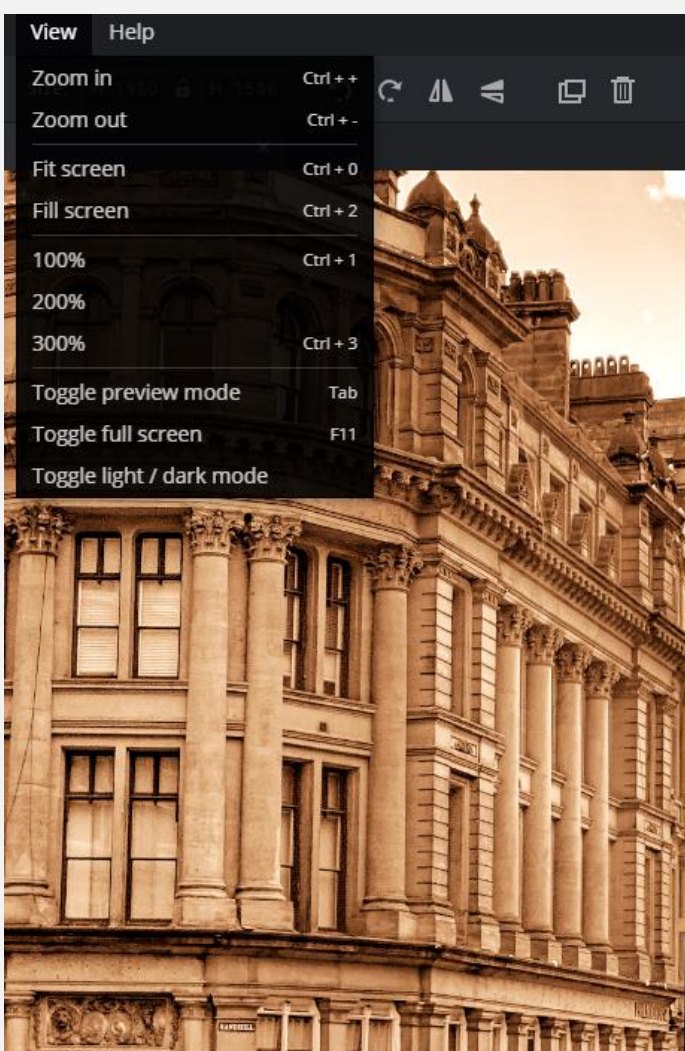 View Help
Zoom in Ctrl + +
Zoom out Ctrl + -
Fit screen Ctrl + 0
Fill screen Ctrl + 2
100% Ctrl + 1
200%
300% Ctrl + 3
Toggle preview mode Tab
Toggle full screen F11
Toggle light / dark mode